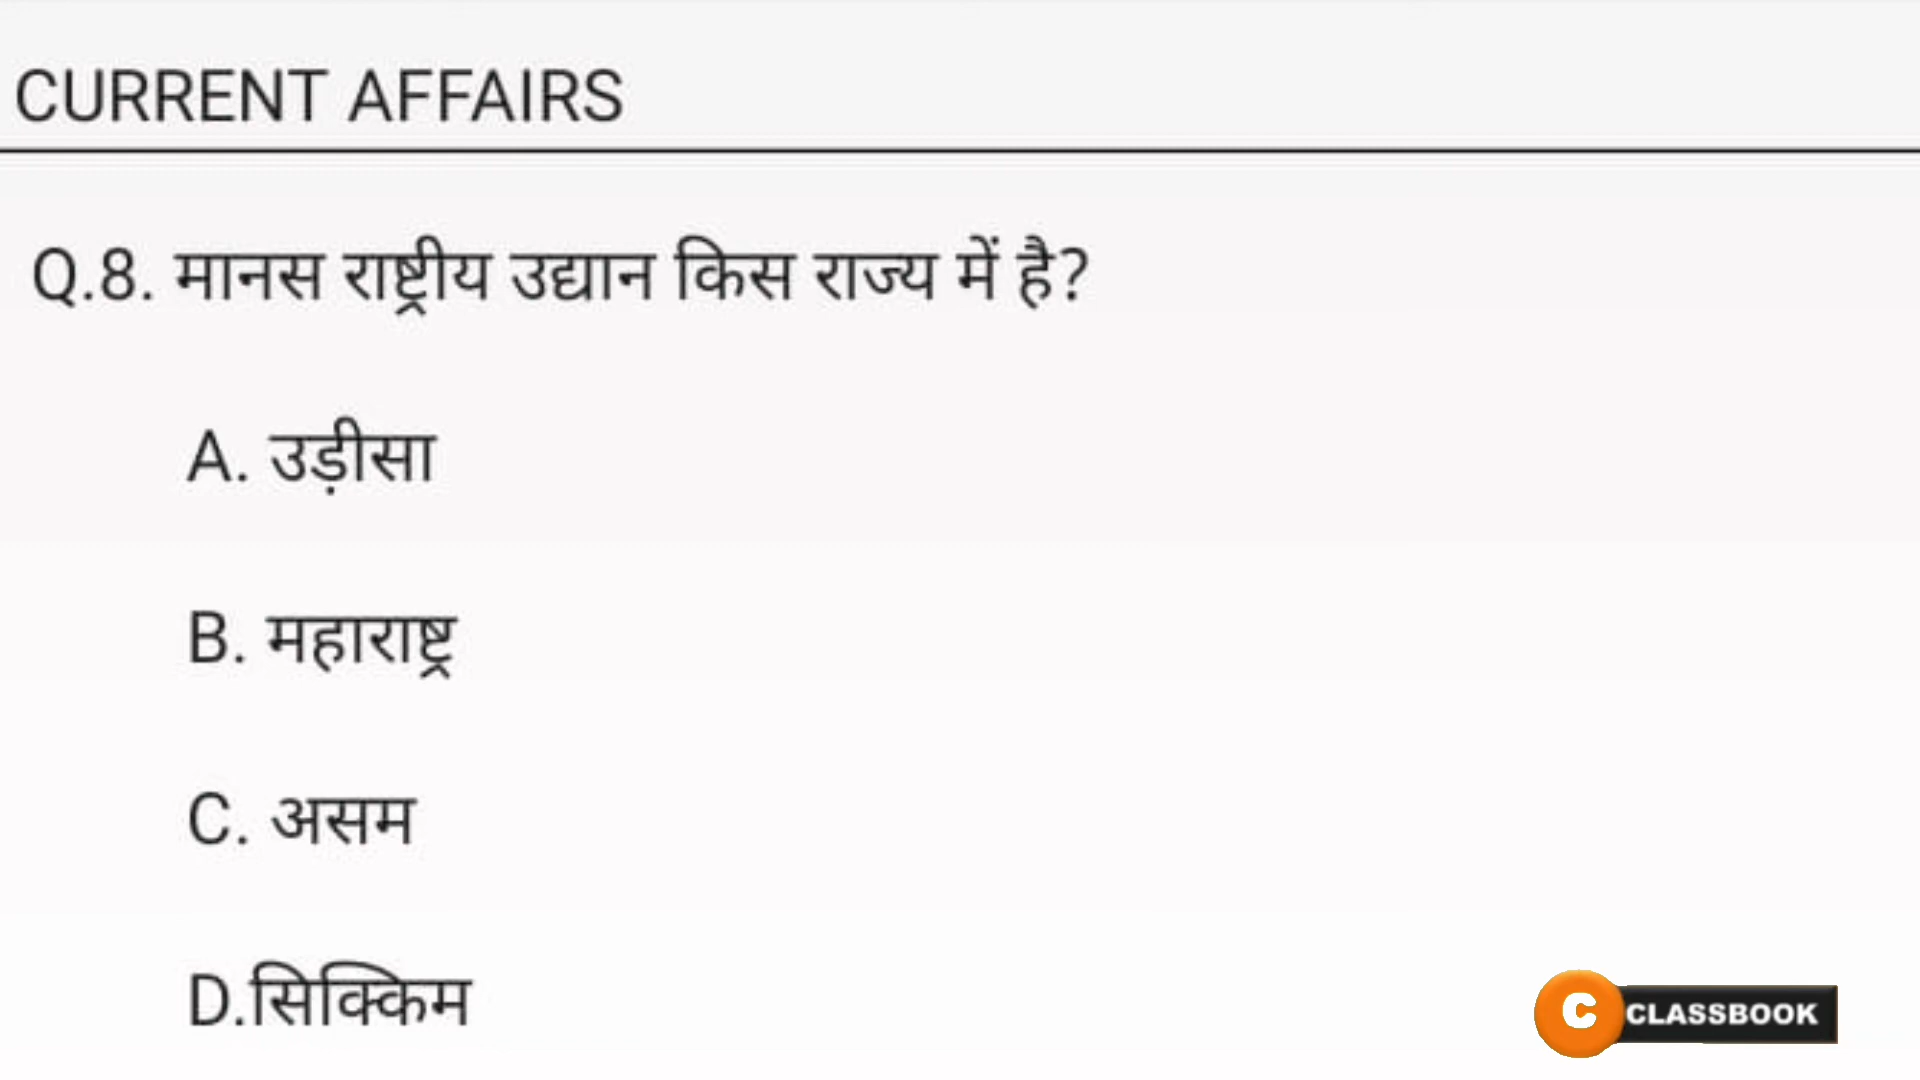 CURRENT AFFAIRS
Q.8. मानस राष्ट्रीय उद्यान किस राज्य में है?
A. उड़ीसा
B. महाराष्ट्र
C. असम
D.सिक्किम
C CLASSBOOK